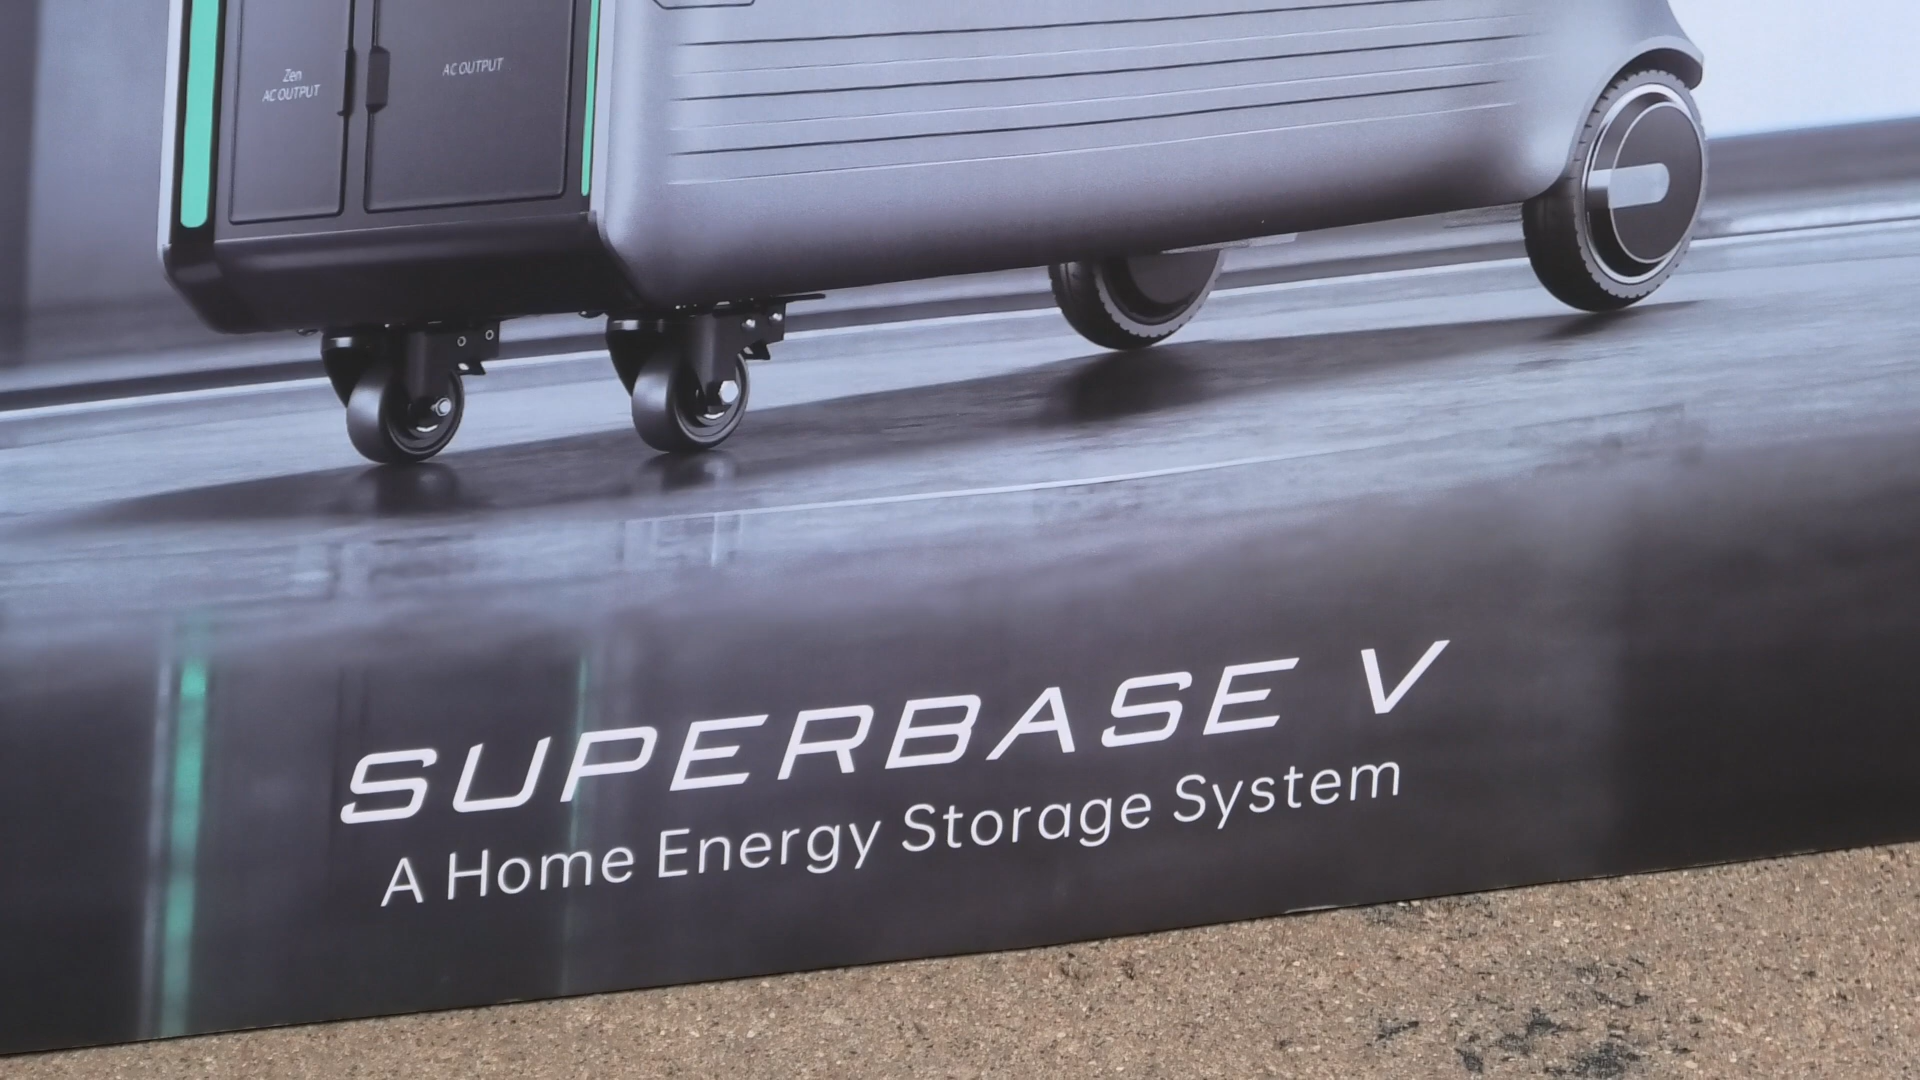 Zen
AC OUTPUT
AC OUTPUT
SUPERBASE V
A Home Energy Storage System